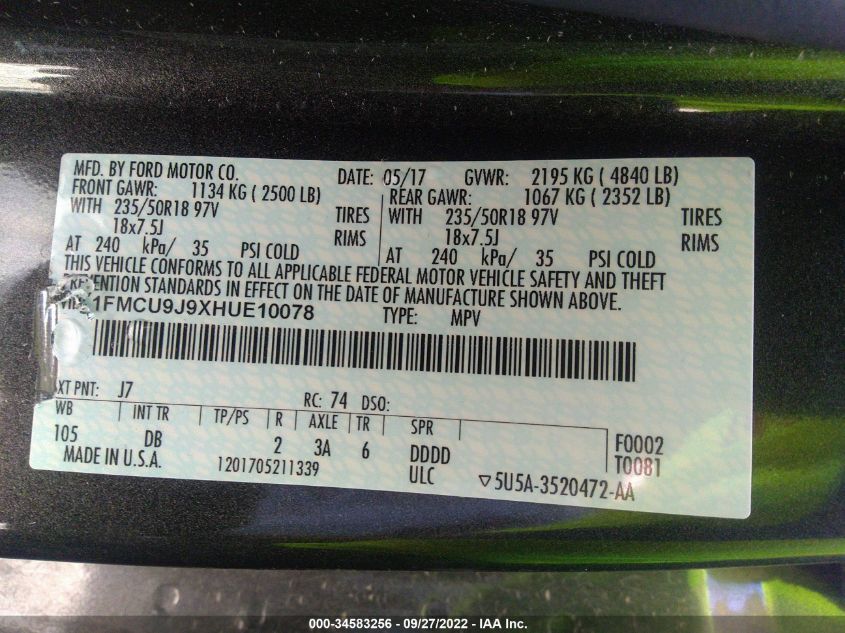 MFD. BY FORD MOTOR CO.
DATE: 05/17 GVWR: 2195 KG ( 4840 LB)
FRONT GAWR: 1134 KG ( 2500 LB)
REAR GAWR: 1067 KG ( 2352 LB)
WITH 235/50R18 97V TIRES
WITH 235/50R18 97V TIRES
18x7.5J RIMS
18x7.5J RIMS
AT 240 kPa/ 35 PSI COLD
AT 240 kPa/ 35 PSI COLD
THIS VEHICLE CONFORMS TO ALL APPLICABLE FEDERAL MOTOR VEHICLE SAFETY AND THEFT
PREVENTION STANDARDS IN EFFECT ON THE DATE OF MANUFACTURE SHOWN ABOVE.
1FMCU9J9XHUE10078 TYPE: MPV
EXT PNT: J7 RC: 74 DSO:
WB INT TR TP/PS R AXLE TR SPR
105 DB 2 3A 6 DDDD F0002
MADE IN U.S.A. 1201705211339 ULC T0081
▽5U5A-3520472-AA
000-34583256 - 09/27/2022 - IAA Inc.